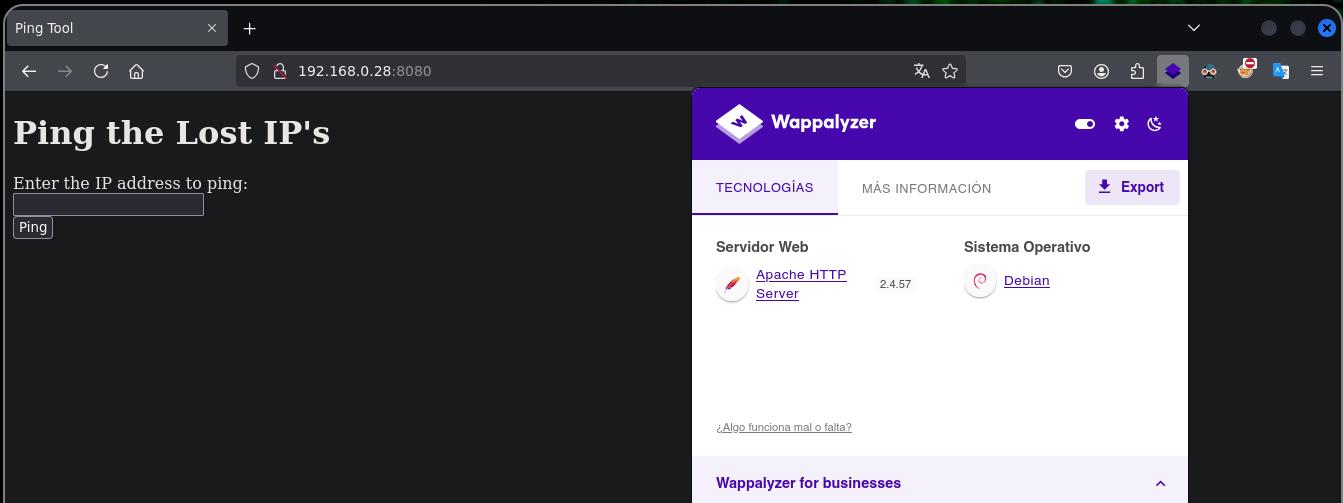 Ping Tool
192.168.0.28:8080
Ping the Lost IP's
Enter the IP address to ping:
Ping
Wappalyzer
TECNOLOGÍAS
MÁS INFORMACIÓN
Export
Servidor Web
Sistema Operativo
Apache HTTP
Server
2.4.57
Debian
¿Algo funciona mal o falta?
Wappalyzer for businesses